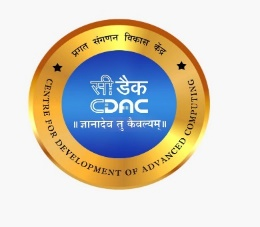 प्रगत संगणन विकास केंद्र
सी डैक
CDAC
॥ ज्ञानादेव तु कैवल्यम् ॥
CENTRE FOR DEVELOPMENT OF ADVANCED COMPUTING